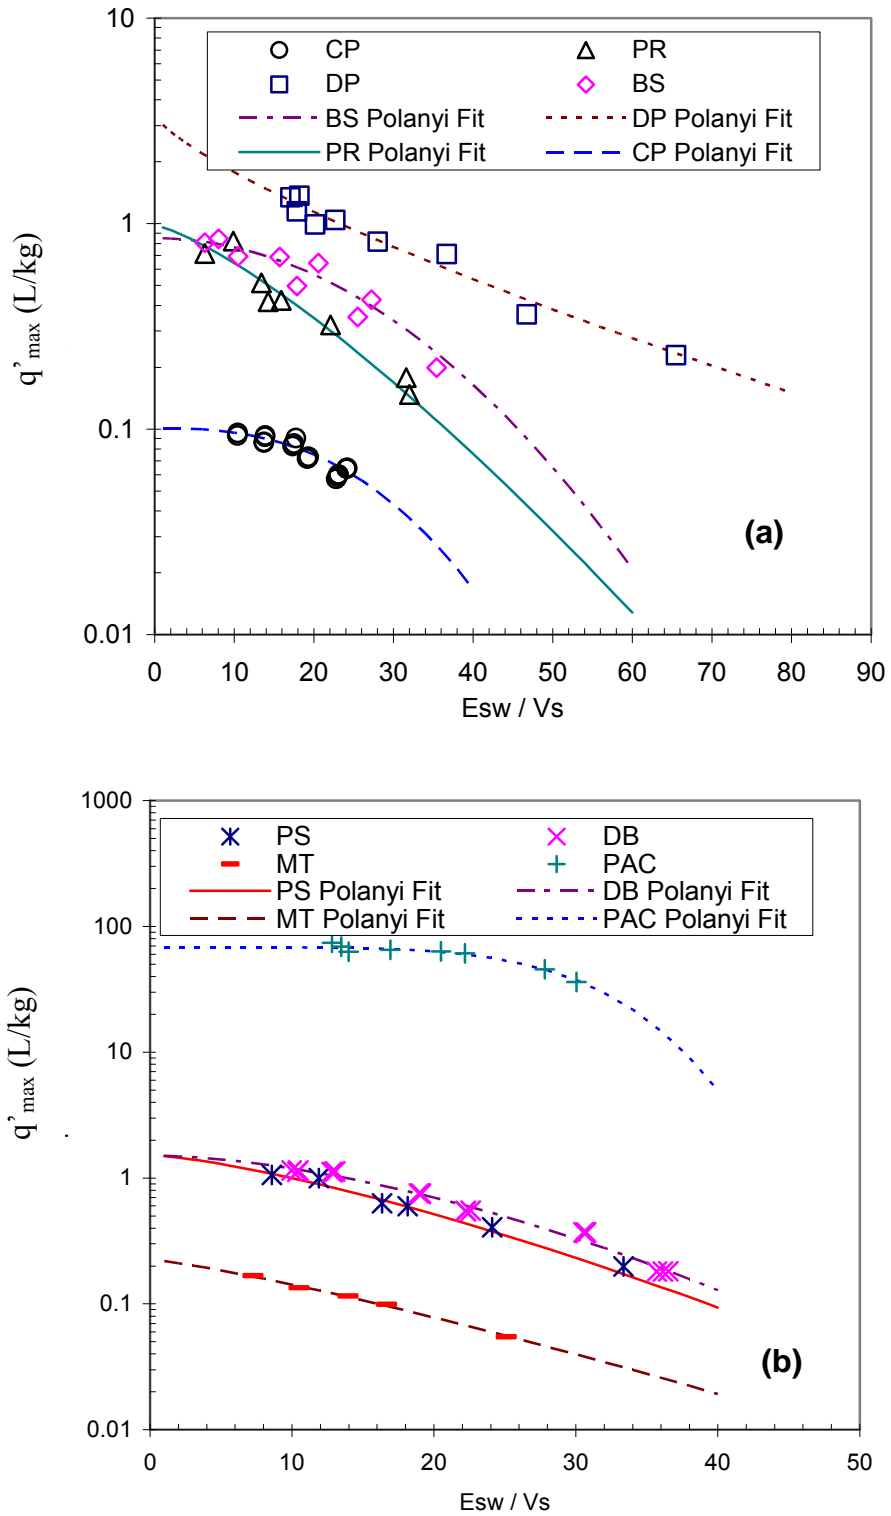 10
CP PR
DP BS
BS Polanyi Fit DP Polanyi Fit
PR Polanyi Fit CP Polanyi Fit
1
q’max (L/kg)
0.1
(a)
0.01
0 10 20 30 40 50 60 70 80 90
Esw / Vs
1000
PS DB
MT PAC
PS Polanyi Fit DB Polanyi Fit
MT Polanyi Fit PAC Polanyi Fit
100
10
q’max (L/kg)
1
0.1
(b)
0.01
0 10 20 30 40 50
Esw / Vs